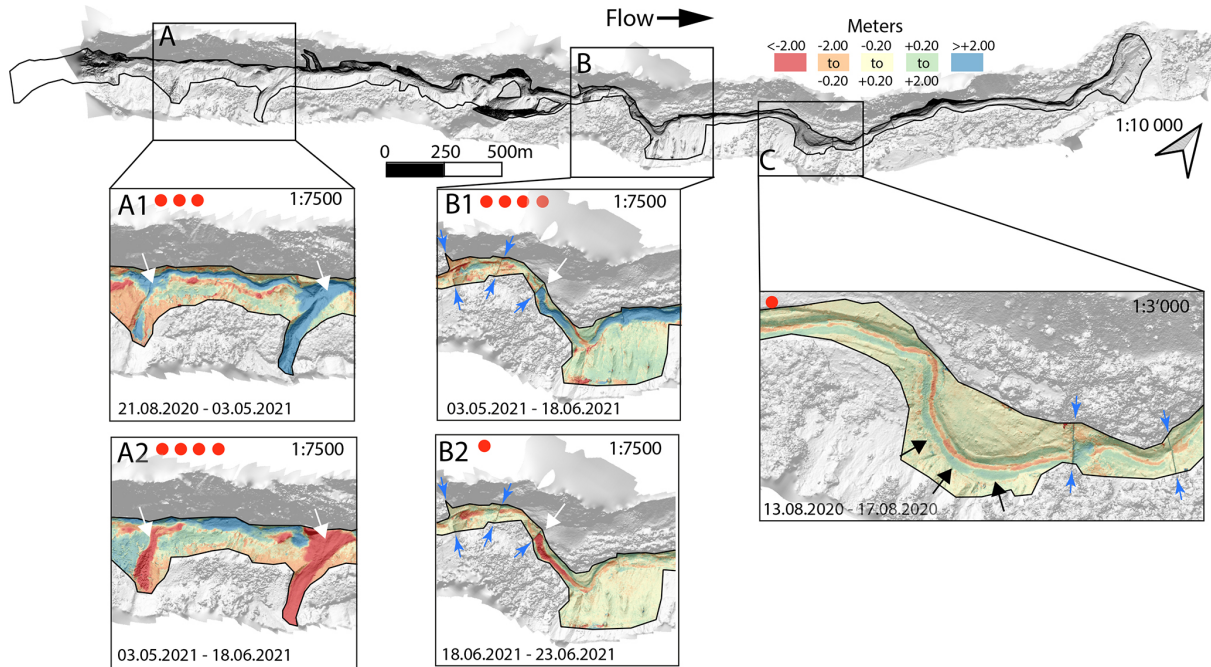 Flow
Meters
<-2.00 -2.00 -0.20 +0.20 >+2.00
to to to
-0.20 +0.20 +2.00
A
B
C
0 250 500m
1:10 000
A1 1:7500
21.08.2020 - 03.05.2021
B1 1:7500
03.05.2021 - 18.06.2021
1:3'000
13.08.2020 - 17.08.2020
A2 1:7500
03.05.2021 - 18.06.2021
B2 1:7500
18.06.2021 - 23.06.2021